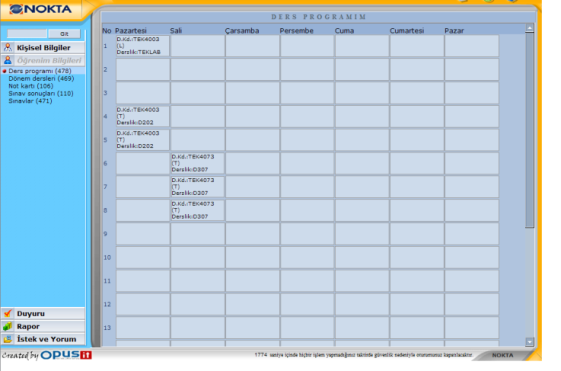 NOKTA
DERS PROGRAMIM
Git
No Pazartesi Sali Çarsamba Persembe Cuma Cumartesi Pazar
Kişisel Bilgiler
Öğrenim Bilgileri
Ders programı (478)
Dönem dersleri (469)
Not kartı (106)
Sınav sonuçları (110)
Sınavlar (471)
1
D.Kd.:TEK4003
(L)
Derslik:TEKLAB
2
3
4
D.Kd.:TEK4003
(T)
Derslik:D202
5
D.Kd.:TEK4003
(T)
Derslik:D202
6
D.Kd.:TEK4073
(T)
Derslik:D307
7
D.Kd.:TEK4073
(T)
Derslik:D307
8
D.Kd.:TEK4073
(T)
Derslik:D307
9
10
11
12
13
Duyuru
Rapor
İstek ve Yorum
Created by OPUSit
1774 saniye içinde hiçbir işlem yapmadığınız takdirde güvenlik nedeniyle oturumunuz kapatılacaktır.
NOKTA